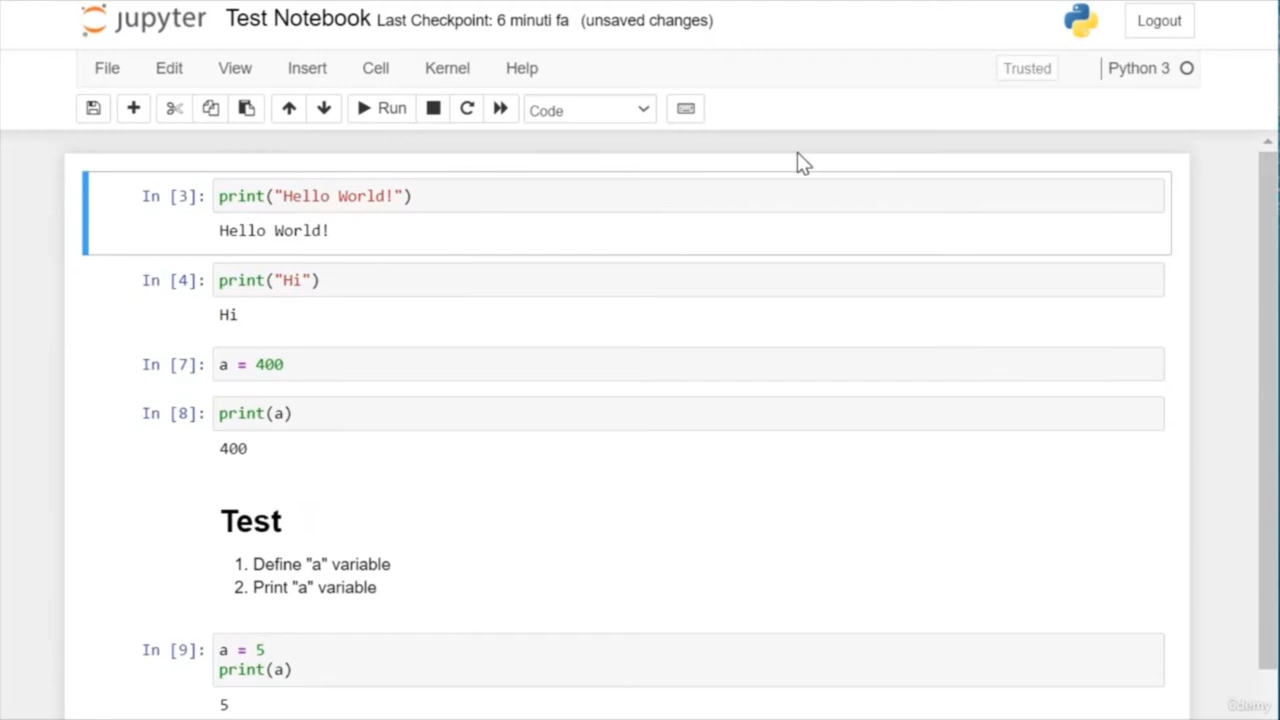 jupyter Test Notebook Last Checkpoint: 6 minuti fa (unsaved changes) Logout
File Edit View Insert Cell Kernel Help Trusted Python 3
Run Code
In [3]: print("Hello World!")
Hello World!
In [4]: print("Hi")
Hi
In [7]: a = 400
In [8]: print(a)
400
Test
1. Define "a" variable
2. Print "a" variable
In [9]: a = 5
print(a)
5
ûdemy